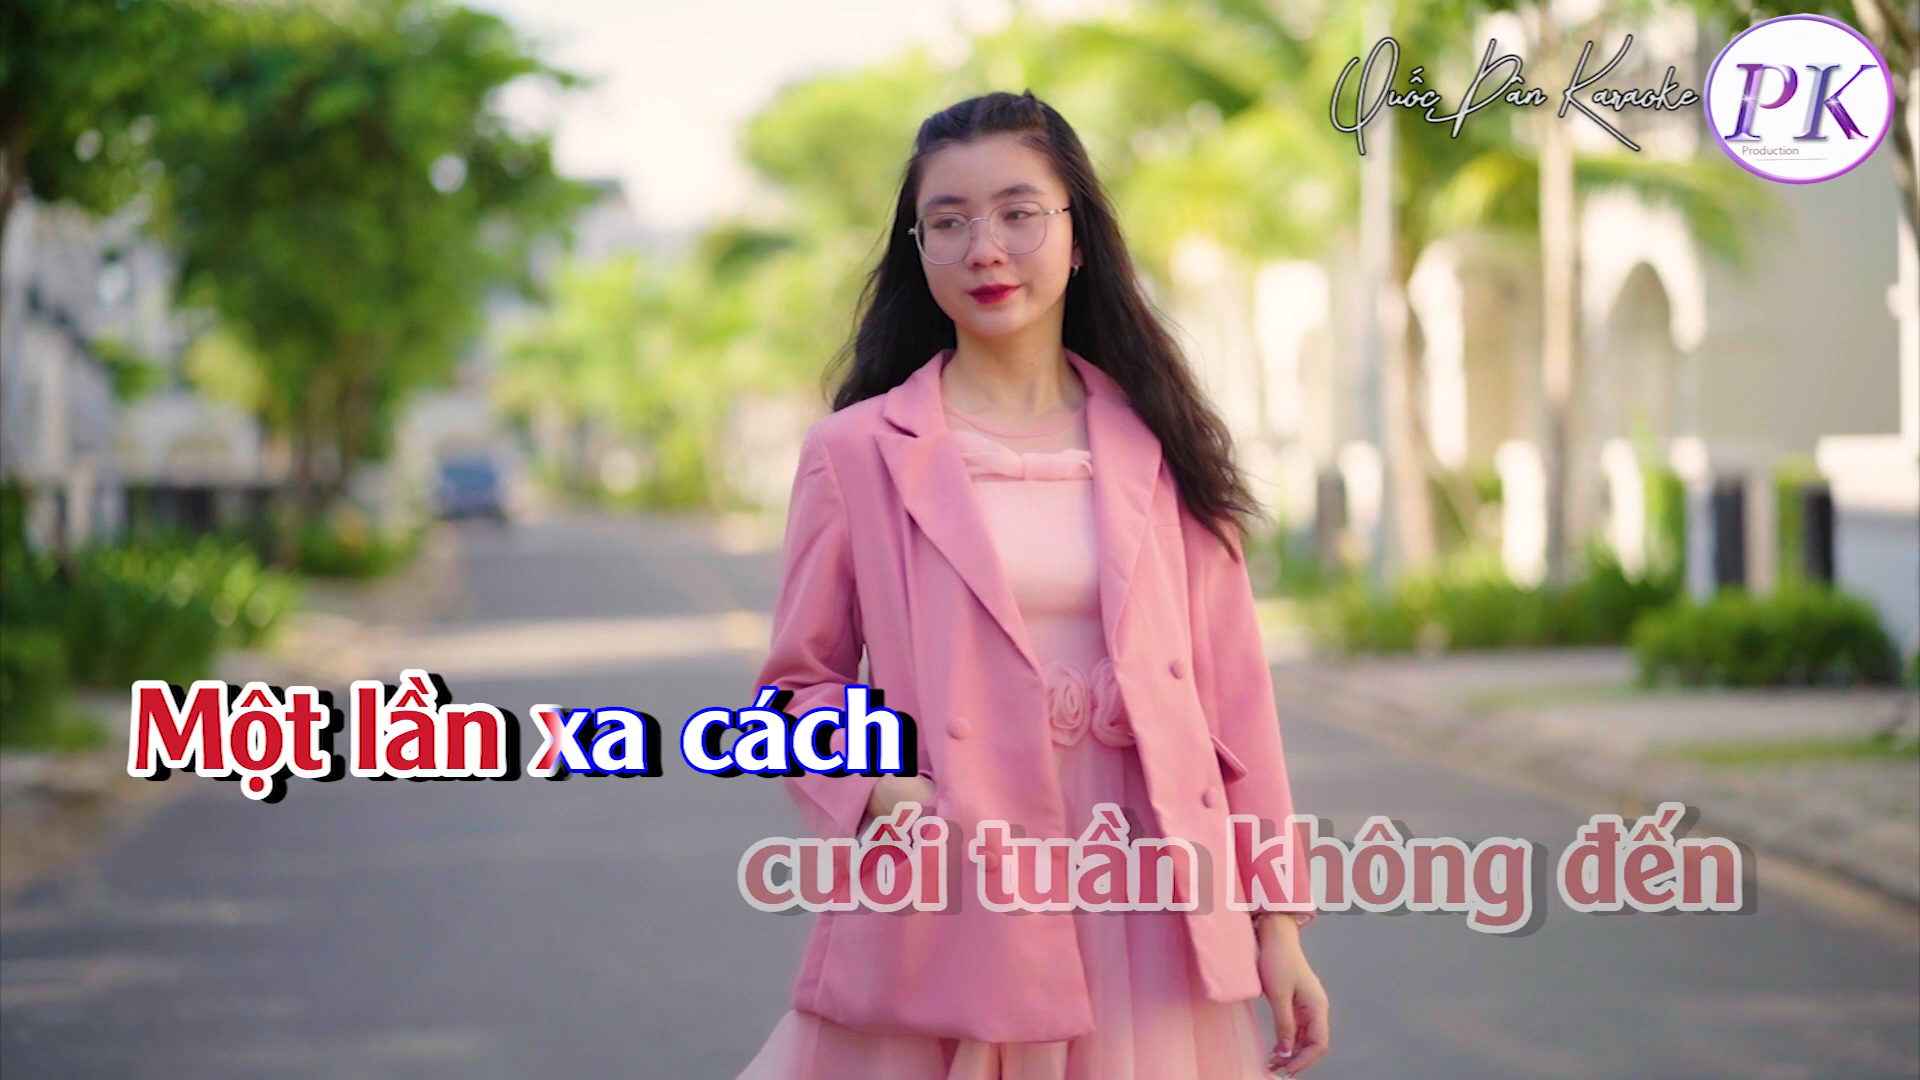 Quốc Dân Karaoke
PK
Production
Một lần xa cách
cuối tuần không đến